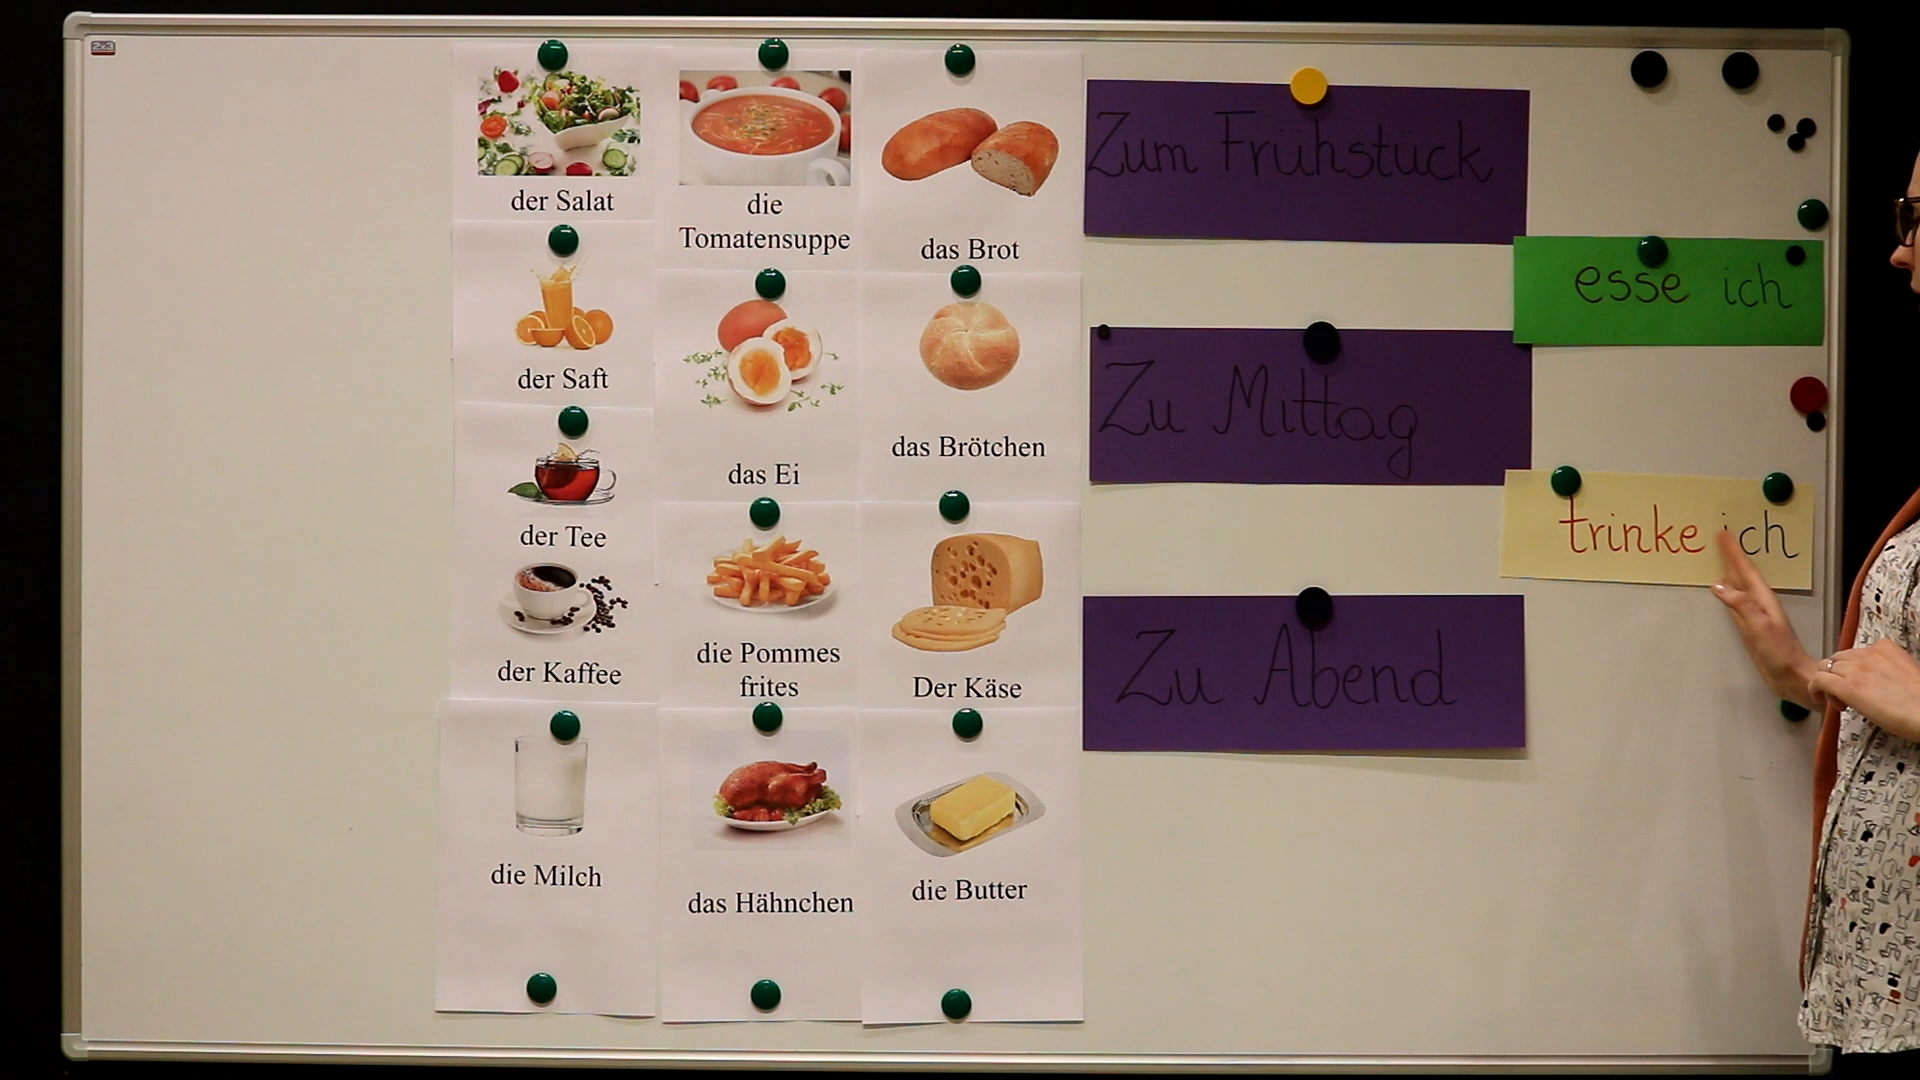 der Salat
die
Tomatensuppe
das Brot
der Saft
das Ei
das Brötchen
der Tee
der Kaffee
die Pommes
frites
Der Käse
die Milch
das Hähnchen
die Butter
Zum Frühstück
esse ich
Zu Mittag
trinke ich
Zu Abend